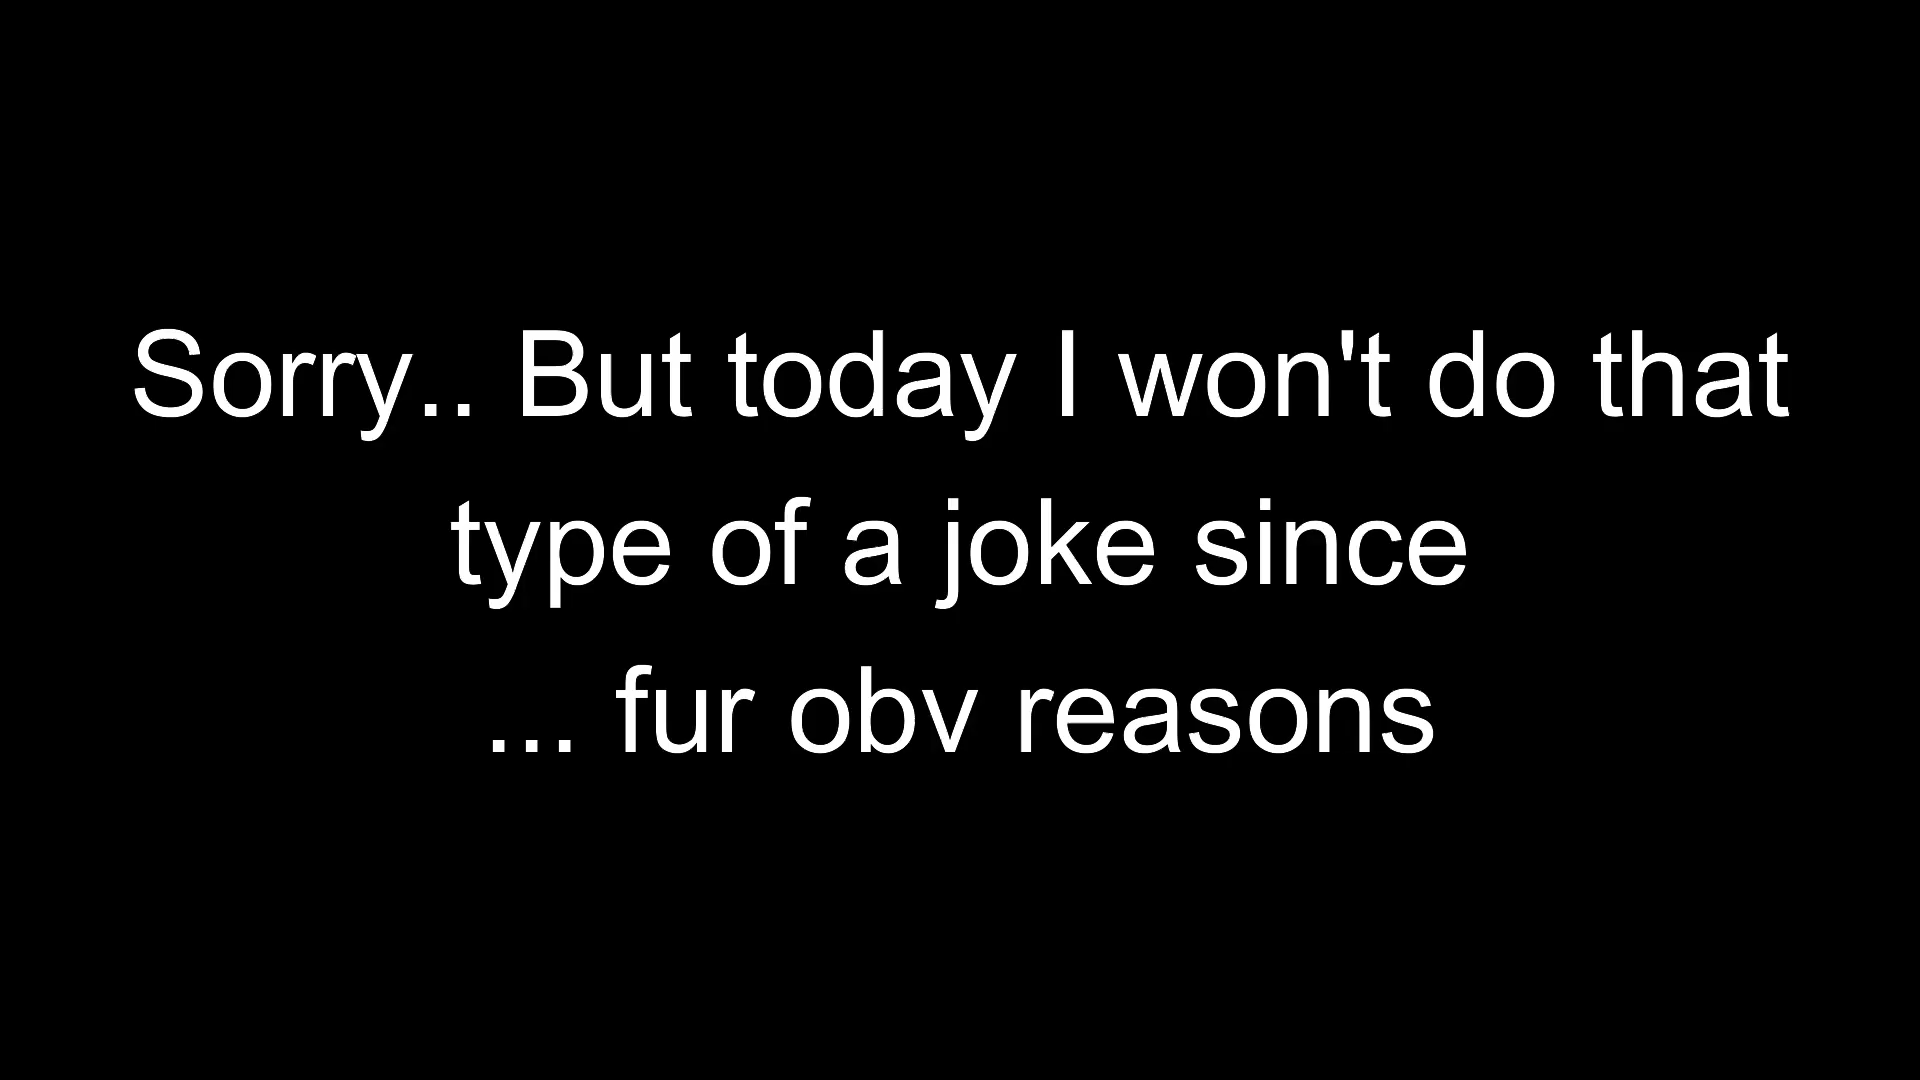 Sorry.. But today I won't do that
type of a joke since
... fur obv reasons